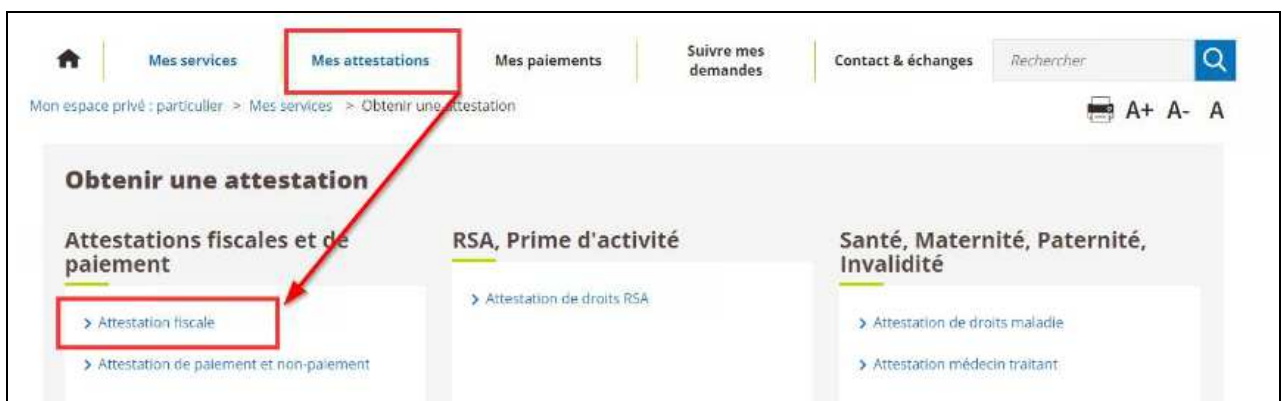 Mes services
Mes attestations
Mes paiements
Suivre mes
demandes
Contact & échanges
Rechercher
Mon espace privé : particulier > Mes services > Obtenir une attestation
A+ A- A
Obtenir une attestation
Attestations fiscales et de
paiement
> Attestation fiscale
> Attestation de paiement et non-paiement
RSA, Prime d'activité
> Attestation de droits RSA
Santé, Maternité, Paternité,
Invalidité
> Attestation de droits maladie
> Attestation médecin traitant